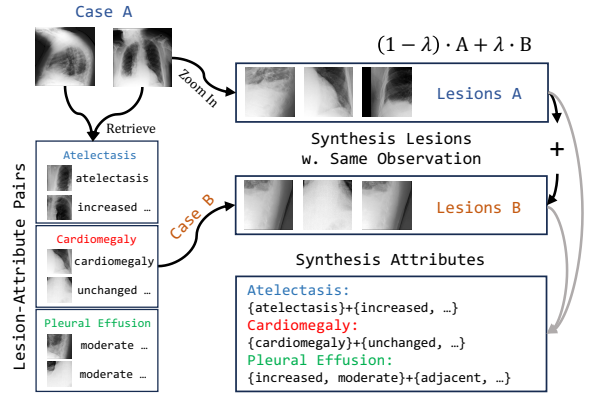 Case A
(1 − λ) · A + λ · B
Zoom In
Lesions A
Retrieve
Synthesis Lesions
w. Same Observation
+
Lesion-Attribute Pairs
Atelectasis
atelectasis
increased …
Cardiomegaly
cardiomegaly
unchanged …
Pleural Effusion
moderate …
moderate …
Case B
Lesions B
Synthesis Attributes
Atelectasis:
{atelectasis}+{increased, …}
Cardiomegaly:
{cardiomegaly}+{unchanged, …}
Pleural Effusion:
{increased, moderate}+{adjacent, …}